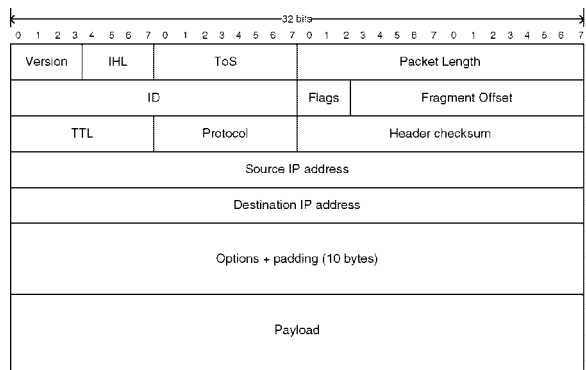 32 bits
0 1 2 3 4 5 6 7 0 1 2 3 4 5 6 7 0 1 2 3 4 5 6 7 0 1 2 3 4 5 6 7
Version IHL ToS Packet Length
ID Flags Fragment Offset
TTL Protocol Header checksum
Source IP address
Destination IP address
Options + padding (10 bytes)
Payload